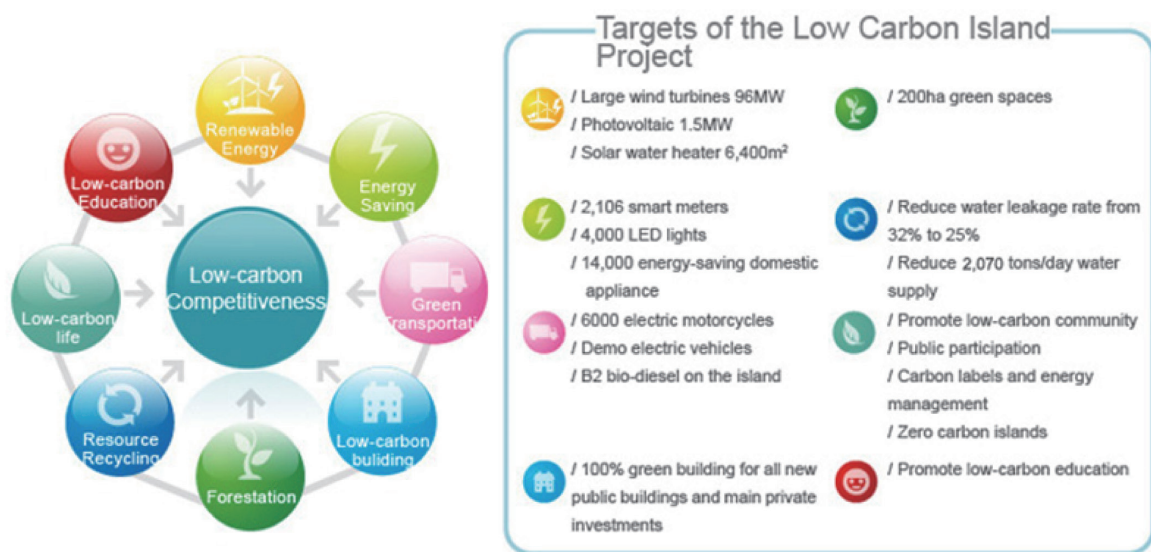 Renewable
Energy
Energy
Saving
Green
Transportati
Low-carbon
buliding
Forestation
Resource
Recycling
Low-carbon
life
Low-carbon
Education
Low-carbon
Competitiveness
Targets of the Low Carbon Island
Project
/ Large wind turbines 96MW
/ Photovoltaic 1.5MW
/ Solar water heater 6,400m²
/ 2,106 smart meters
/ 4,000 LED lights
/ 14,000 energy-saving domestic
appliance
/ 6000 electric motorcycles
/ Demo electric vehicles
/ B2 bio-diesel on the island
/ 100% green building for all new
public buildings and main private
investments
/ 200ha green spaces
/ Reduce water leakage rate from
32% to 25%
/ Reduce 2,070 tons/day water
supply
/ Promote low-carbon community
/ Public participation
/ Carbon labels and energy
management
/ Zero carbon islands
/ Promote low-carbon education